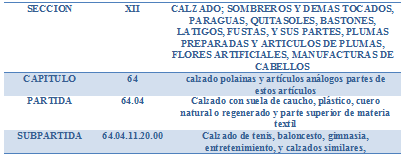 SECCION XII CALZADO; SOMBREROS Y DEMAS TOCADOS,
PARAGUAS, QUITASOLES, BASTONES,
LATIGOS, FUSTAS, Y SUS PARTES, PLUMAS
PREPARADAS Y ARTICULOS DE PLUMAS,
FLORES ARTIFICIALES, MANUFACTURAS DE
CABELLOS
CAPITULO 64 calzado polainas y artículos análogos partes de
estos artículos
PARTIDA 64.04 Calzado con suela de caucho, plástico, cuero
natural o regenerado y parte superior de materia
textil
SUBPARTIDA 64.04.11.20.00 Calzado de tenis, baloncesto, gimnasia,
entretenimiento, y calzados similares,